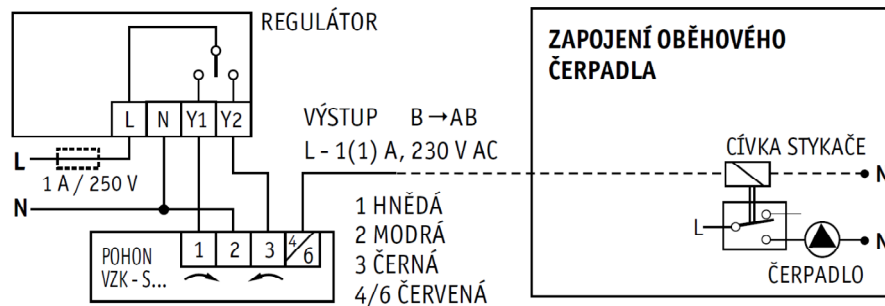 REGULÁTOR
L N Y1 Y2
L
1 A / 250 V
N
VÝSTUP B→AB
L - 1(1) A, 230 V AC
POHON
VZK - S...
1 2 3 4/6
1 HNĚDÁ
2 MODRÁ
3 ČERNÁ
4/6 ČERVENÁ
ZAPOJENÍ OBĚHOVÉHO
ČERPADLA
CÍVKA STYKAČE
N
L
N
ČERPADLO